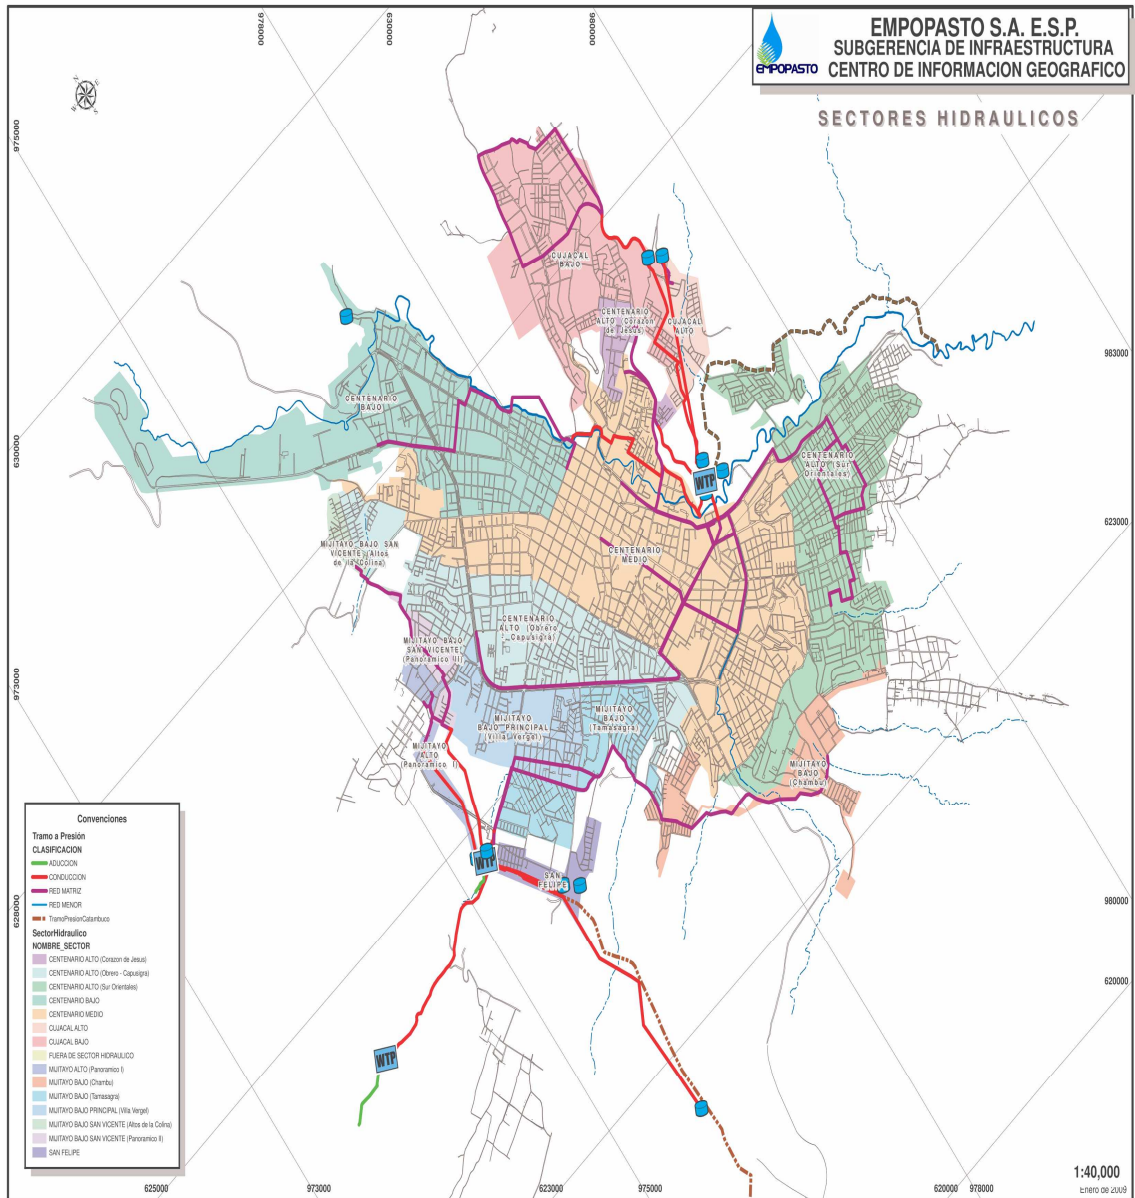 978000
630000
980000
EMPOPASTO S.A. E.S.P.
SUBGERENCIA DE INFRAESTRUCTURA
CENTRO DE INFORMACION GEOGRAFICO
EMPOPASTO
SECTORES HIDRAULICOS
975000
983000
630000
623000
973000
628000
980000
620000
CUJACAL
BAJO
CENTENARIO
ALTO (Corazon
de Jesus)
CUJACAL
ALTO
CENTENARIO
BAJO)
CENTENARIO
ALTO (Sur
Orientales)
WTP
MIJITAYO BAJO SAN
VICENTE (Altos
de la Colina)
CENTENARIO
MEDIO
CENTENARIO
ALTO (Obrero
- Capusigra)
MIJITAYO BAJO
SAN VICENTE
(Panoramico II)
MIJITAYO
BAJO PRINCIPAL
(Villa Vergel)
MIJITAYO
BAJO
(Tamasagra)
MIJITAYO
ALTO
(Panoramico I)
MIJITAYO
BAJO
(Chambu)
WTP
SAN
FELIPE
WTP
Convenciones
Tramo a Presión
CLASIFICACION
ADUCCION
CONDUCCION
RED MATRIZ
RED MENOR
TramoPresionCatambuco
SectorHidraulico
NOMBRE_SECTOR
CENTENARIO ALTO (Corazon de Jesus)
CENTENARIO ALTO (Obrero - Capusigra)
CENTENARIO ALTO (Sur Orientales)
CENTENARIO BAJO
CENTENARIO MEDIO
CUJACAL ALTO
CUJACAL BAJO
FUERA DE SECTOR HIDRAULICO
MIJITAYO ALTO (Panoramico I)
MIJITAYO BAJO (Chambu)
MIJITAYO BAJO (Tamasagra)
MIJITAYO BAJO PRINCIPAL (Villa Vergel)
MIJITAYO BAJO SAN VICENTE (Altos de la Colina)
MIJITAYO BAJO SAN VICENTE (Panoramico II)
SAN FELIPE
1:40,000
Enero de 2009
625000
973000
623000
975000
620000
978000